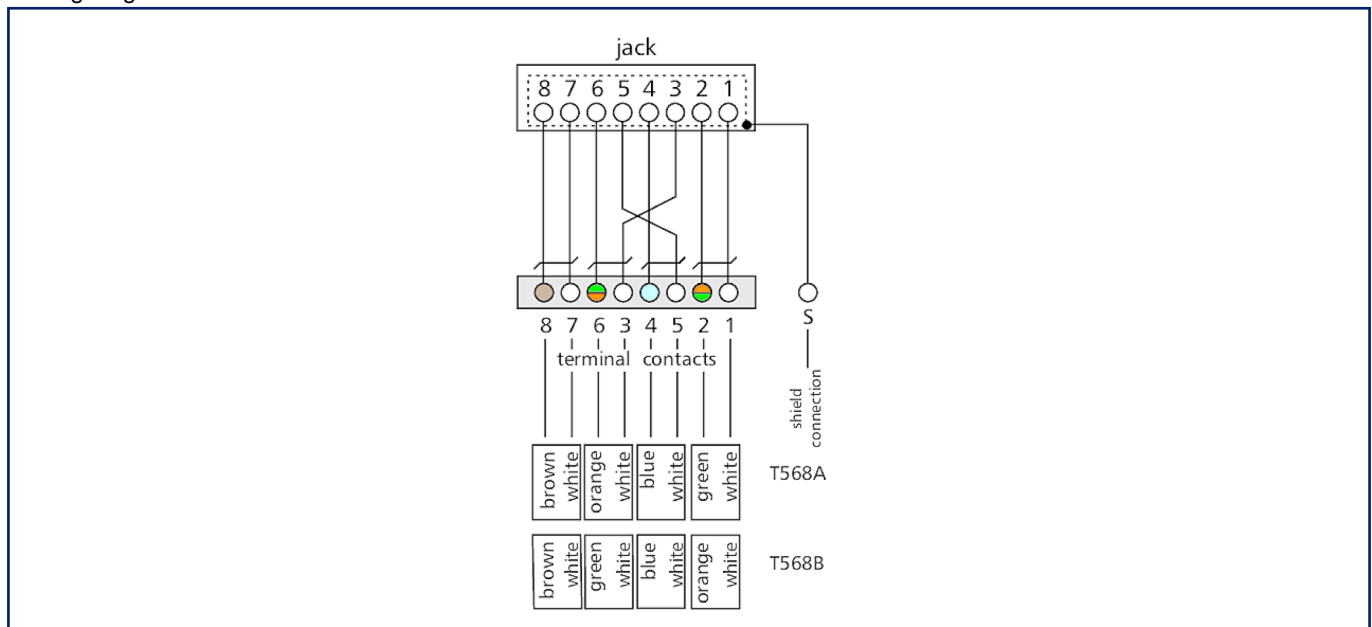 jack
8 7 6 5 4 3 2 1
8 7 6 3 4 5 2 1
S
terminal contacts
shield
connection
brown white orange white blue white green white T568A
brown white green white blue white orange white T568B